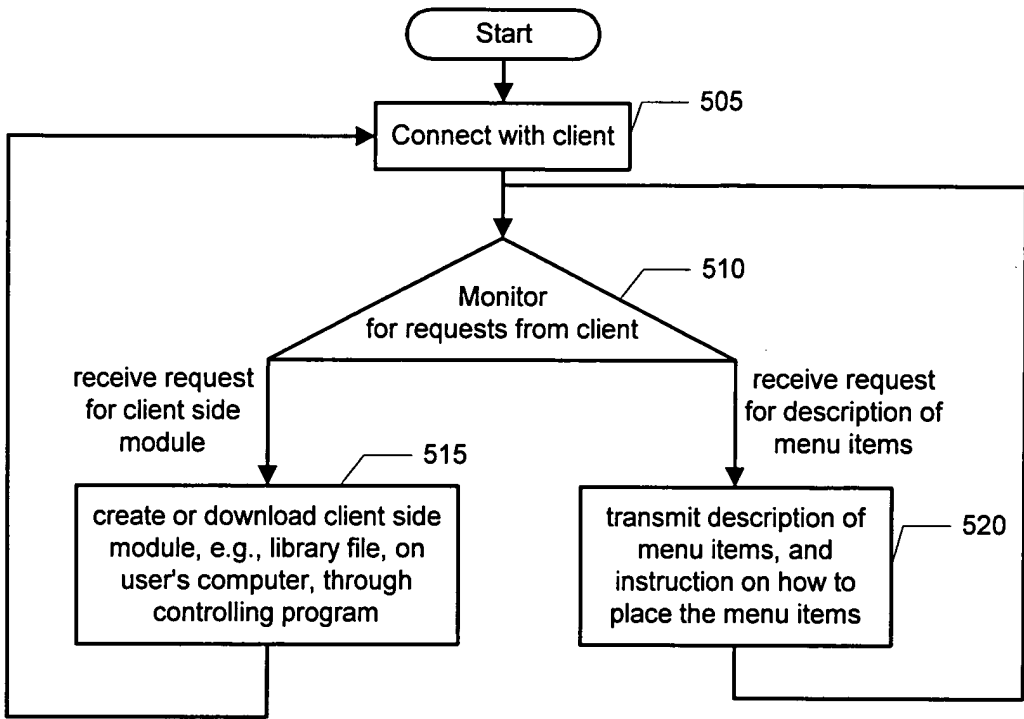 Start
505
Connect with client
510
Monitor
for requests from client
receive request
for client side
module
receive request
for description of
menu items
515
create or download client side
module, e.g., library file, on
user's computer, through
controlling program
520
transmit description of
menu items, and
instruction on how to
place the menu items